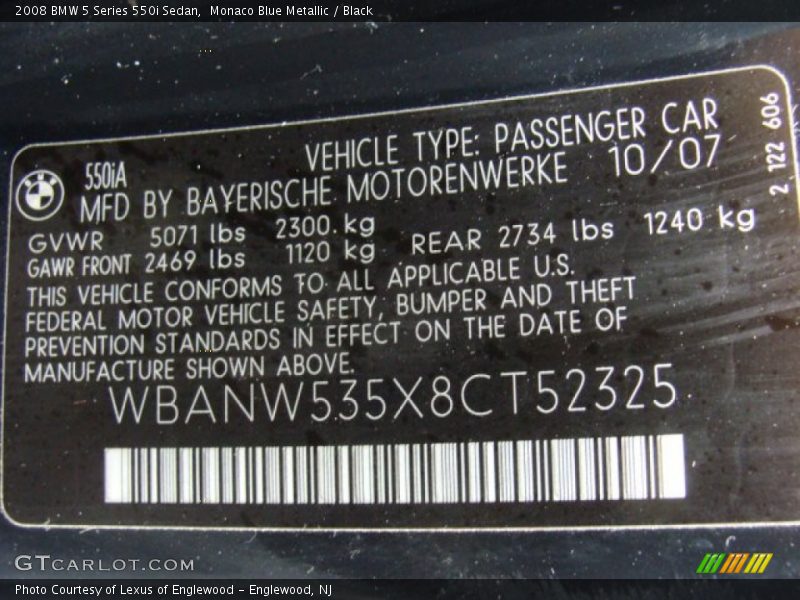 2008 BMW 5 Series 550i Sedan, Monaco Blue Metallic / Black
550iA
VEHICLE TYPE: PASSENGER CAR
MFD BY BAYERISCHE MOTORENWERKE 10/07
GVWR 5071 lbs 2300 kg
GAWR FRONT 2469 lbs 1120 kg REAR 2734 lbs 1240 kg
THIS VEHICLE CONFORMS TO ALL APPLICABLE U.S.
FEDERAL MOTOR VEHICLE SAFETY, BUMPER AND THEFT
PREVENTION STANDARDS IN EFFECT ON THE DATE OF
MANUFACTURE SHOWN ABOVE.
WBANW535X8CT52325
2 122 606
GTCARLOT.COM
Photo Courtesy of Lexus of Englewood – Englewood, NJ